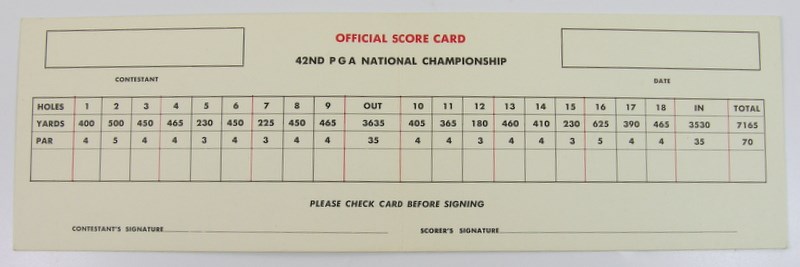 OFFICIAL SCORE CARD
42ND P G A NATIONAL CHAMPIONSHIP
CONTESTANT
DATE
HOLES 1 2 3 4 5 6 7 8 9 OUT 10 11 12 13 14 15 16 17 18 IN TOTAL
YARDS 400 500 450 465 230 450 225 450 465 3635 405 365 180 460 410 230 625 390 465 3530 7165
PAR 4 5 4 4 3 4 3 4 4 35 4 4 3 4 4 3 5 4 4 35 70
PLEASE CHECK CARD BEFORE SIGNING
CONTESTANT'S SIGNATURE
SCORER'S SIGNATURE